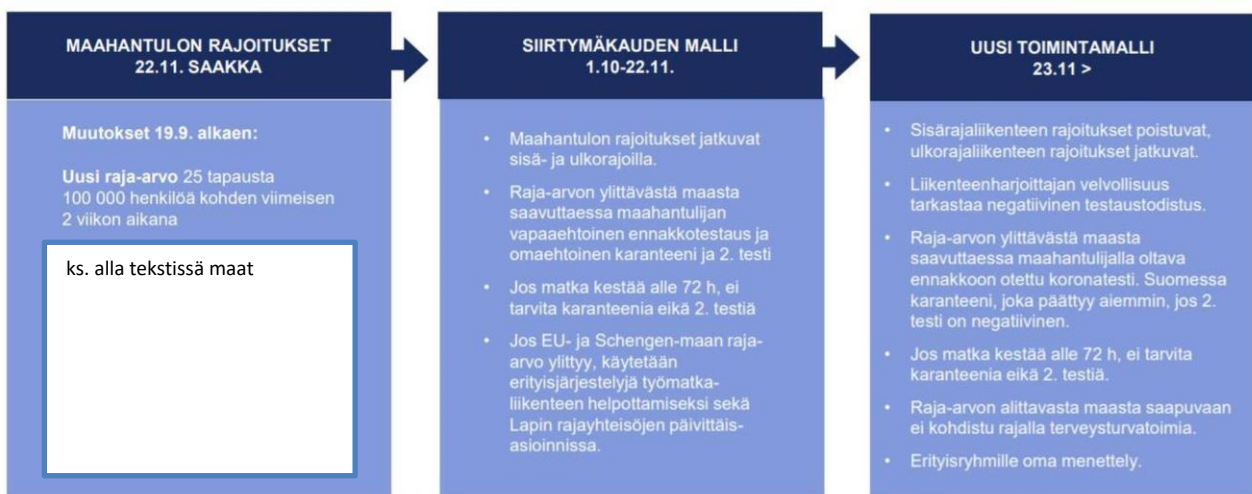 MAAHANTULON RAJOITUKSET
22.11. SAAKKA
Muutokset 19.9. alkaen:
Uusi raja-arvo 25 tapausta
100 000 henkilöä kohden viimeisen
2 viikon aikana
ks. alla tekstissä maat
SIIRTYMÄKAUDEN MALLI
1.10-22.11.
• Maahantulon rajoitukset jatkuvat
sisä- ja ulkorajoilla.
• Raja-arvon ylittävästä maasta
saavuttaessa maahantulijan
vapaaehtoinen ennakkotestaus ja
omaehtoinen karanteeni ja 2. testi
• Jos matka kestää alle 72 h, ei
tarvita karanteenia eikä 2. testiä
• Jos EU- ja Schengen-maan raja-
arvo ylittyy, käytetään
erityisjärjestelyjä työmatka-
liikenteen helpottamiseksi sekä
Lapin rajayhteisöjen päivittäis-
asioinnissa.
UUSI TOIMINTAMALLI
23.11 >
• Sisärajaliikenteen rajoitukset poistuvat,
ulkorajaliikenteen rajoitukset jatkuvat.
• Liikenteenharjoittajan velvollisuus
tarkastaa negatiivinen testaustodistus.
• Raja-arvon ylittävästä maasta
saavuttaessa maahantulijalla oltava
ennakkoon otettu koronatesti. Suomessa
karanteeni, joka päättyy aiemmin, jos 2.
testi on negatiivinen.
• Jos matka kestää alle 72 h, ei tarvita
karanteenia eikä 2. testiä.
• Raja-arvon alittavasta maasta saapuvaan
ei kohdistu rajalla terveysturvatoimia.
• Erityisryhmille oma menettely.